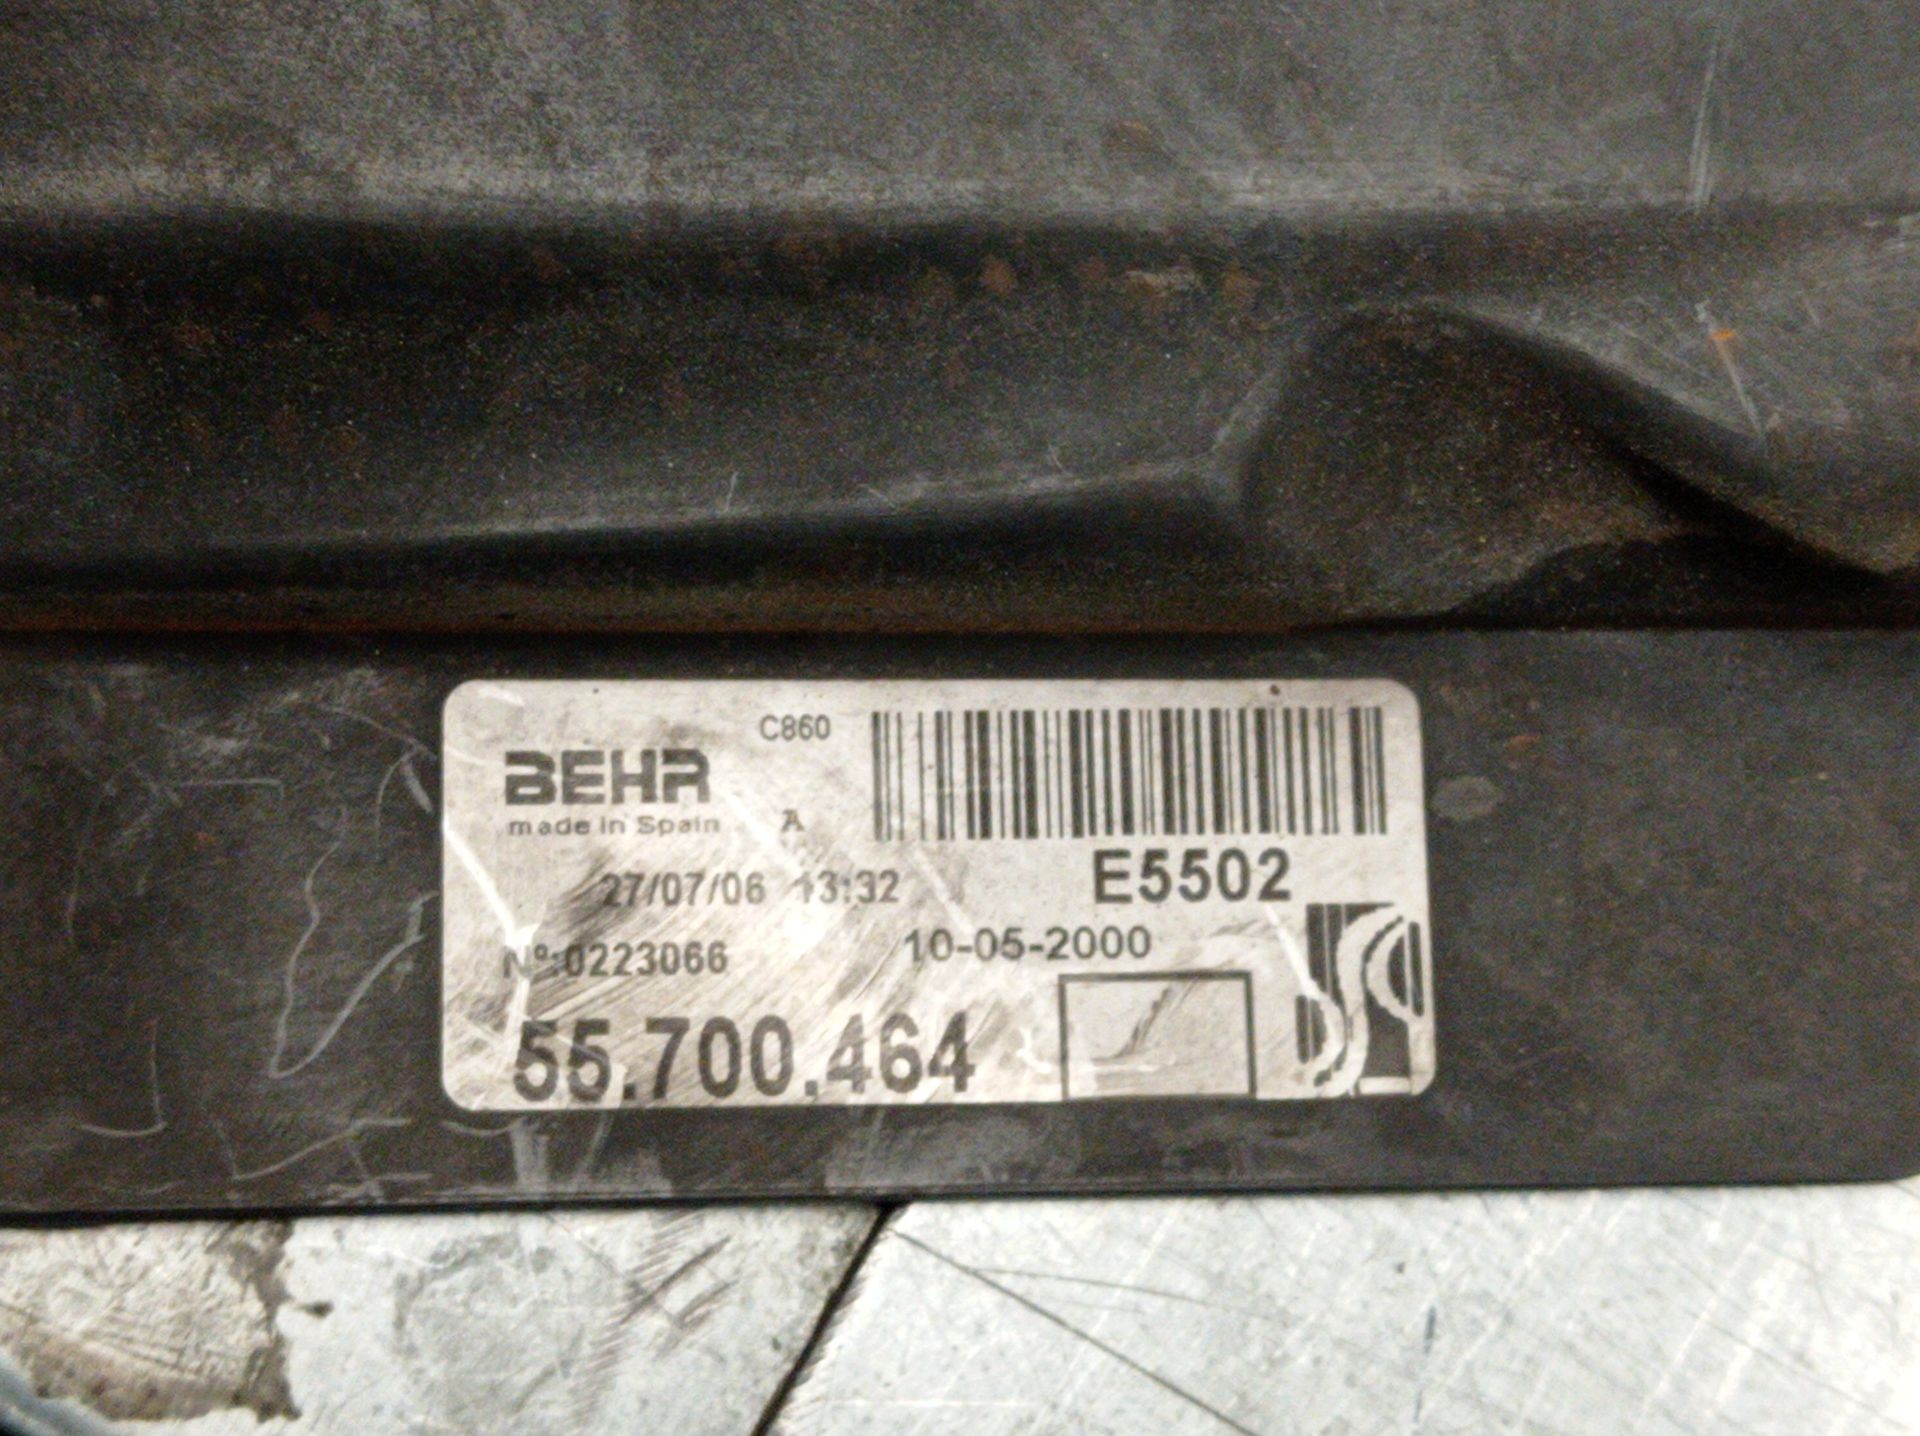 C860
BEHR
made in Spain A
E5502
27/07/06 13:32
10-05-2000
Nº:0223066
55.700.464